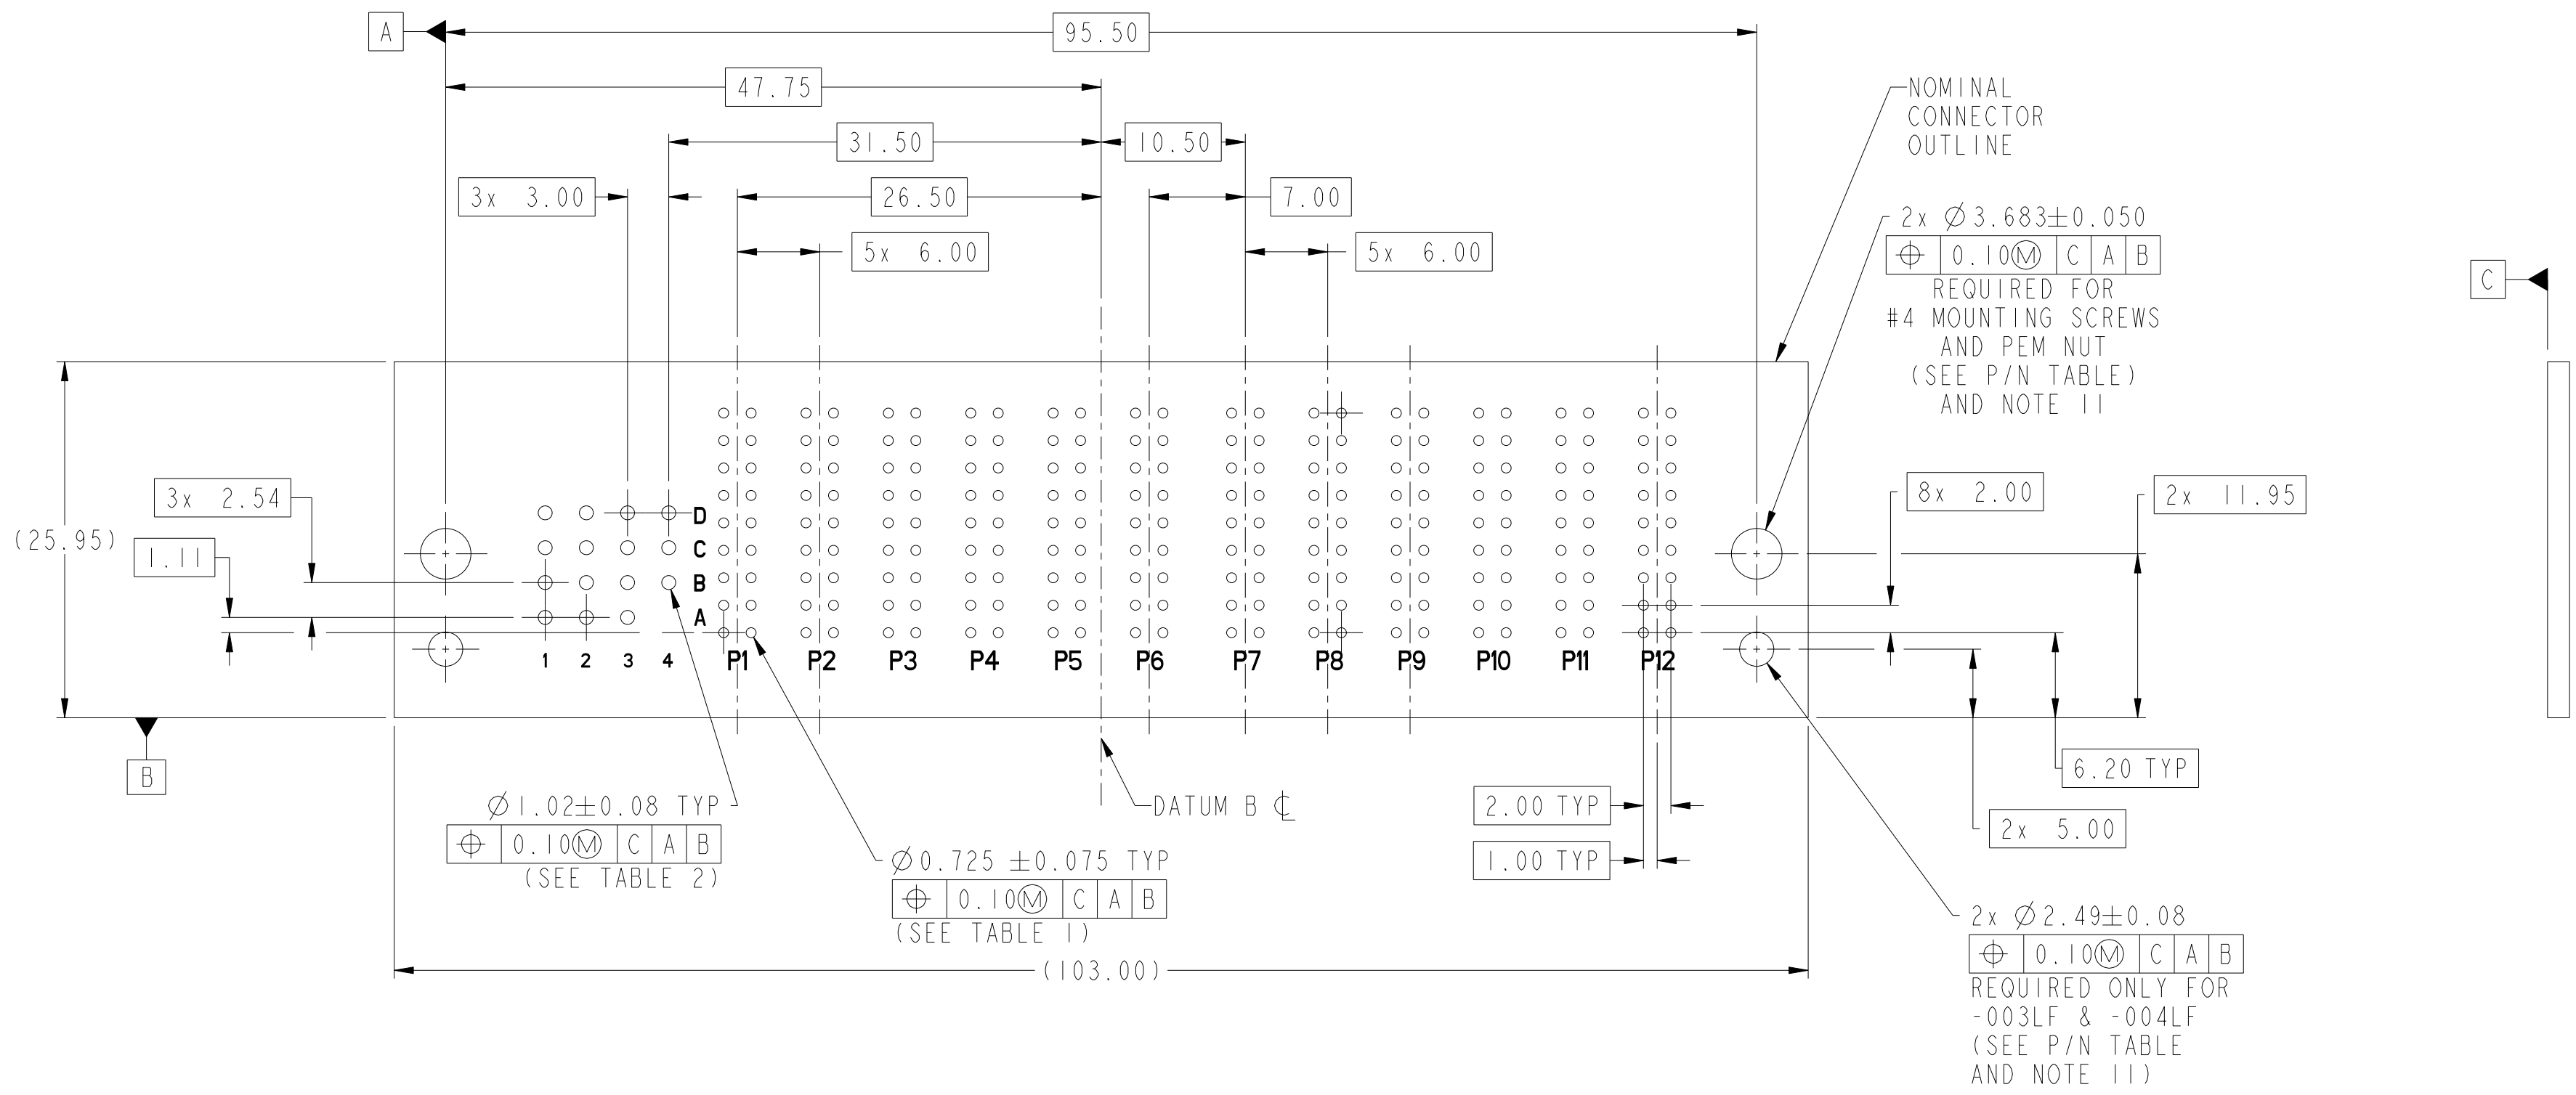 A
95.50
47.75
NOMINAL
CONNECTOR
OUTLINE
31.50
10.50
3x 3.00
26.50
7.00
5x 6.00
5x 6.00
2x Ø3.683±0.050
⌖ 0.10Ⓜ C A B
REQUIRED FOR
#4 MOUNTING SCREWS
AND PEM NUT
(SEE P/N TABLE)
AND NOTE 11
C
3x 2.54
8x 2.00
2x 11.95
(25.95)
1.11
D
C
B
A
1 2 3 4 P1 P2 P3 P4 P5 P6 P7 P8 P9 P10 P11 P12
B
6.20 TYP
Ø1.02±0.08 TYP
⌖ 0.10Ⓜ C A B
(SEE TABLE 2)
DATUM B ℄
2.00 TYP
2x 5.00
Ø0.725 ±0.075 TYP
⌖ 0.10Ⓜ C A B
(SEE TABLE 1)
1.00 TYP
(103.00)
2x Ø2.49±0.08
⌖ 0.10Ⓜ C A B
REQUIRED ONLY FOR
-003LF & -004LF
(SEE P/N TABLE
AND NOTE 11)